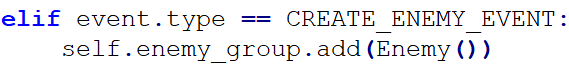 elif event.type == CREATE_ENEMY_EVENT:
    self.enemy_group.add(Enemy())